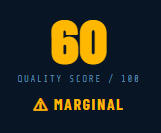 60
QUALITY SCORE / 100
⚠ MARGINAL